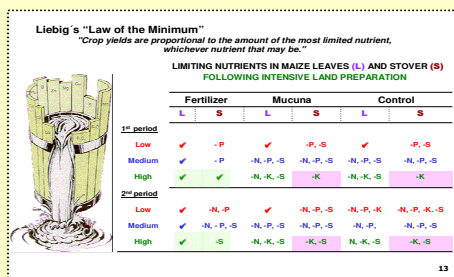 Liebig´s “Law of the Minimum”
"Crop yields are proportional to the amount of the most limited nutrient,
whichever nutrient that may be."
LIMITING NUTRIENTS IN MAIZE LEAVES (L) AND STOVER (S)
FOLLOWING INTENSIVE LAND PREPARATION
Fertilizer Mucuna Control
L S L S L S
1st period
Low ✔ - P ✔ -P, -S ✔ -P, -S
Medium ✔ - P -N, -P, -S -N, -P, -S -N, -P, -S -N, -P, -S
High ✔ ✔ -N, -K, -S -K -N, -K, -S -K
2nd period
Low ✔ -N, -P ✔ -N, -P, -S -N, -P, -K -N, -P, -K. -S
Medium ✔ -N, - P, -S -N, -P, -S -N, -P, -S -N, -P, -N, -P, -S
High ✔ -S -N, -K, -S -K, -S N, -K, -S -K, -S
13